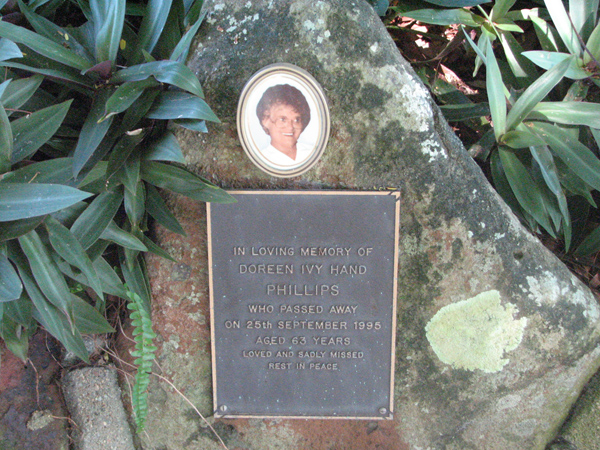 IN LOVING MEMORY OF
DOREEN IVY HAND
PHILLIPS
WHO PASSED AWAY
ON 25th SEPTEMBER 1995
AGED 63 YEARS
LOVED AND SADLY MISSED
REST IN PEACE